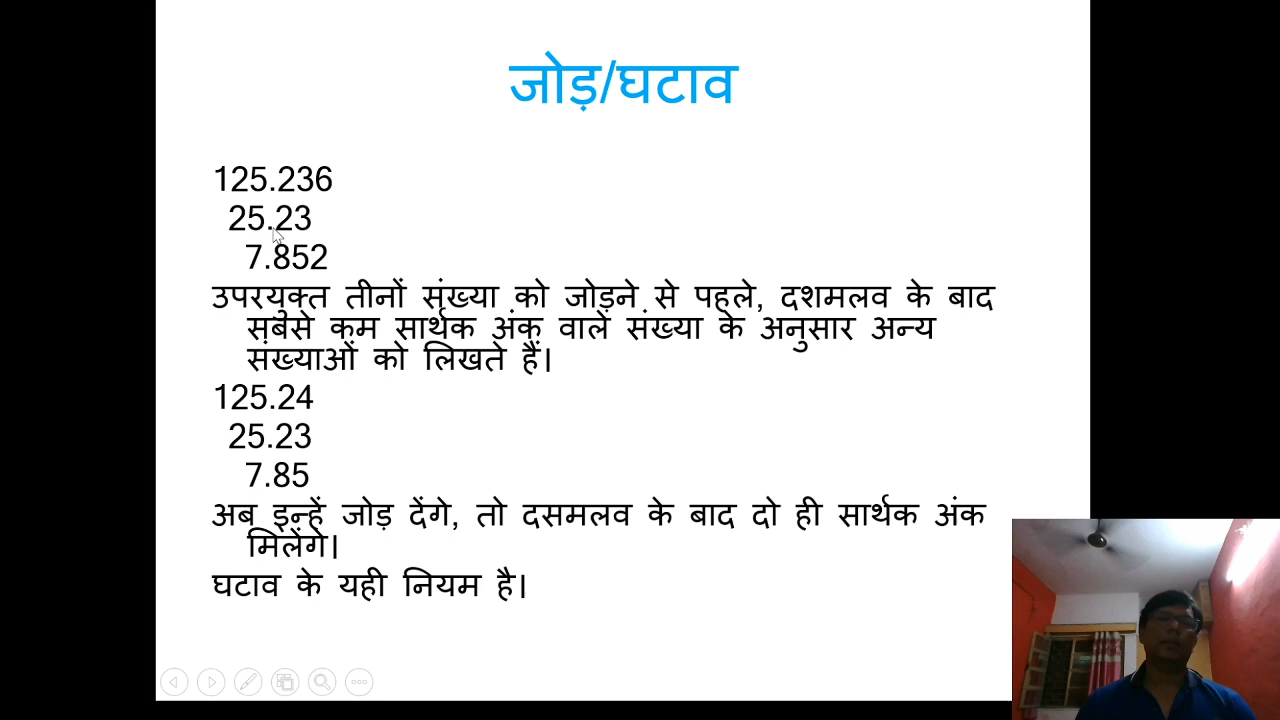 जोड़/घटाव
125.236
25.23
7.852
उपरयुक्त तीनों संख्या को जोड़ने से पहले, दशमलव के बाद
सबसे कम सार्थक अंक वाले संख्या के अनुसार अन्य
संख्याओं को लिखते हैं।
125.24
25.23
7.85
अब इन्हें जोड़ देंगे, तो दसमलव के बाद दो ही सार्थक अंक
मिलेंगे।
घटाव के यही नियम है।